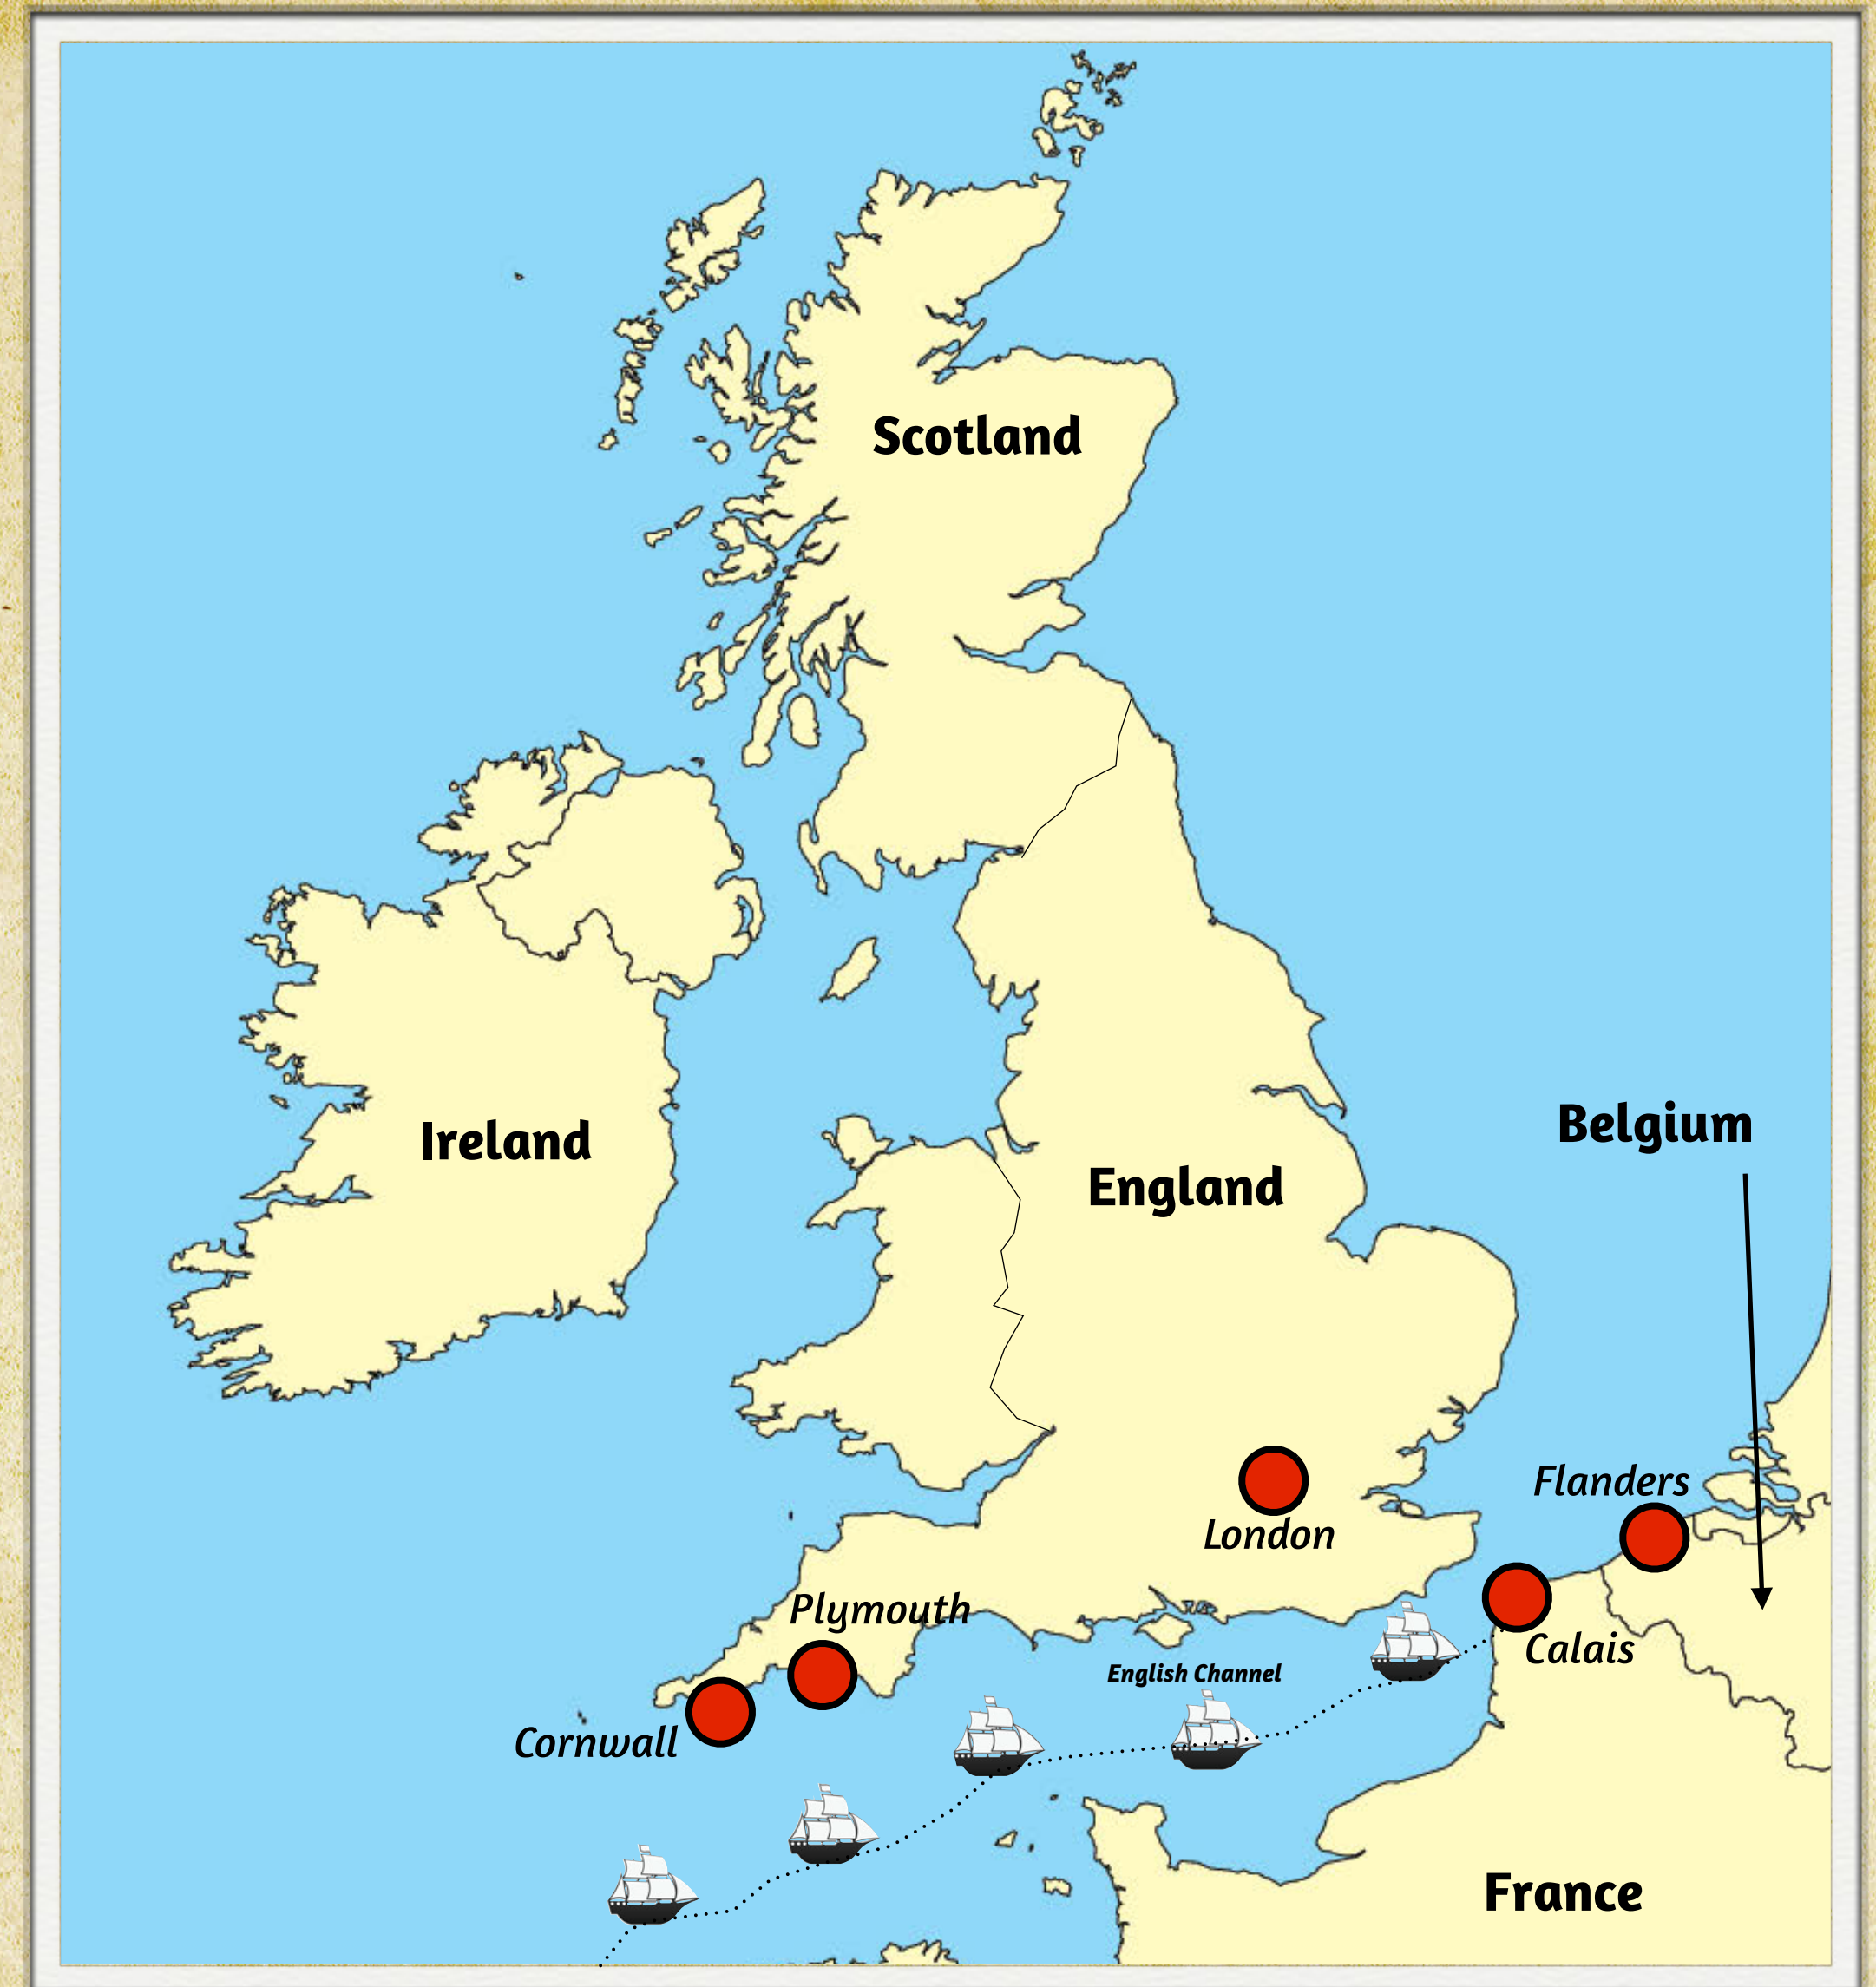 Scotland
Belgium
Ireland
England
Flanders
London
Plymouth
Calais
English Channel
Cornwall
France